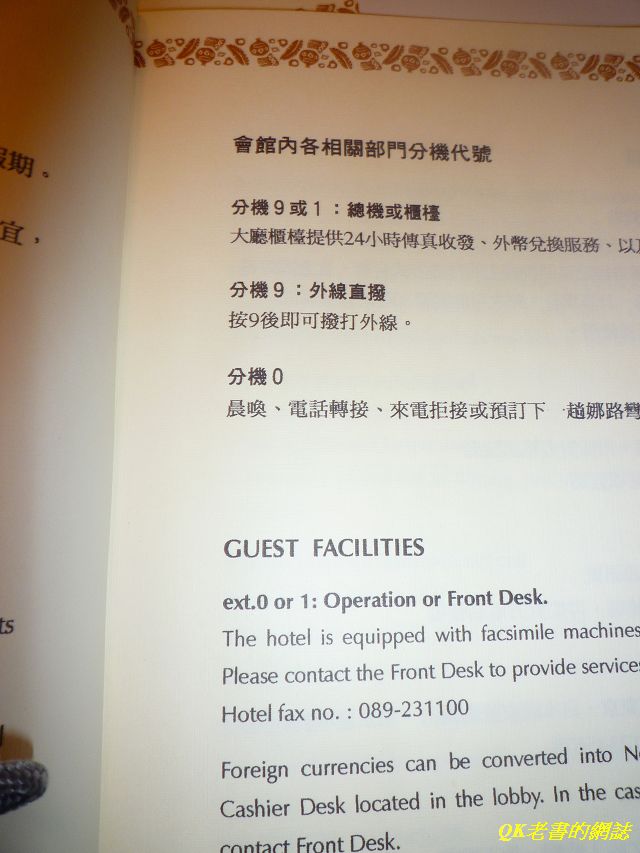 假期。
宜，
ts
會館內各相關部門分機代號
分機9或1：總機或櫃檯
大廳櫃檯提供24小時傳真收發、外幣兌換服務、以及
分機9：外線直撥
按9後即可撥打外線。
分機0
晨喚、電話轉接、來電拒接或預訂下一趟娜路彎
GUEST FACILITIES
ext.0 or 1: Operation or Front Desk.
The hotel is equipped with facsimile machines
Please contact the Front Desk to provide services
Hotel fax no. : 089-231100
Foreign currencies can be converted into
Cashier Desk located in the lobby. In the
contact Front Desk.
QK老書的網誌